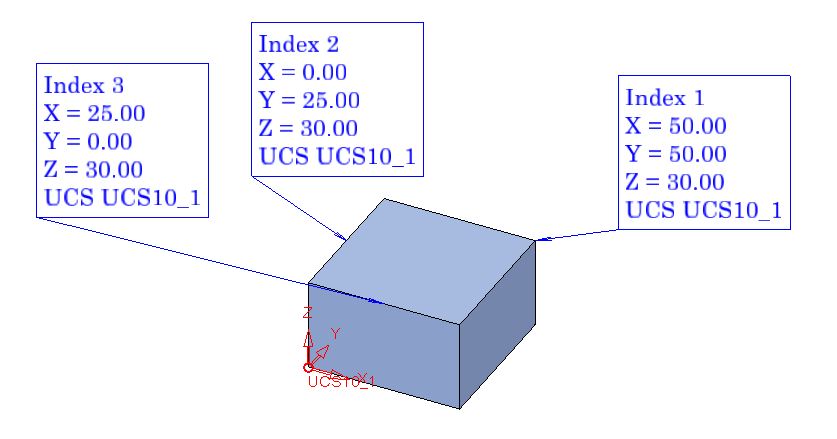 Index 3
X = 25.00
Y = 0.00
Z = 30.00
UCS UCS10_1
Index 2
X = 0.00
Y = 25.00
Z = 30.00
UCS UCS10_1
Index 1
X = 50.00
Y = 50.00
Z = 30.00
UCS UCS10_1
Z
Y
X
UCS10_1